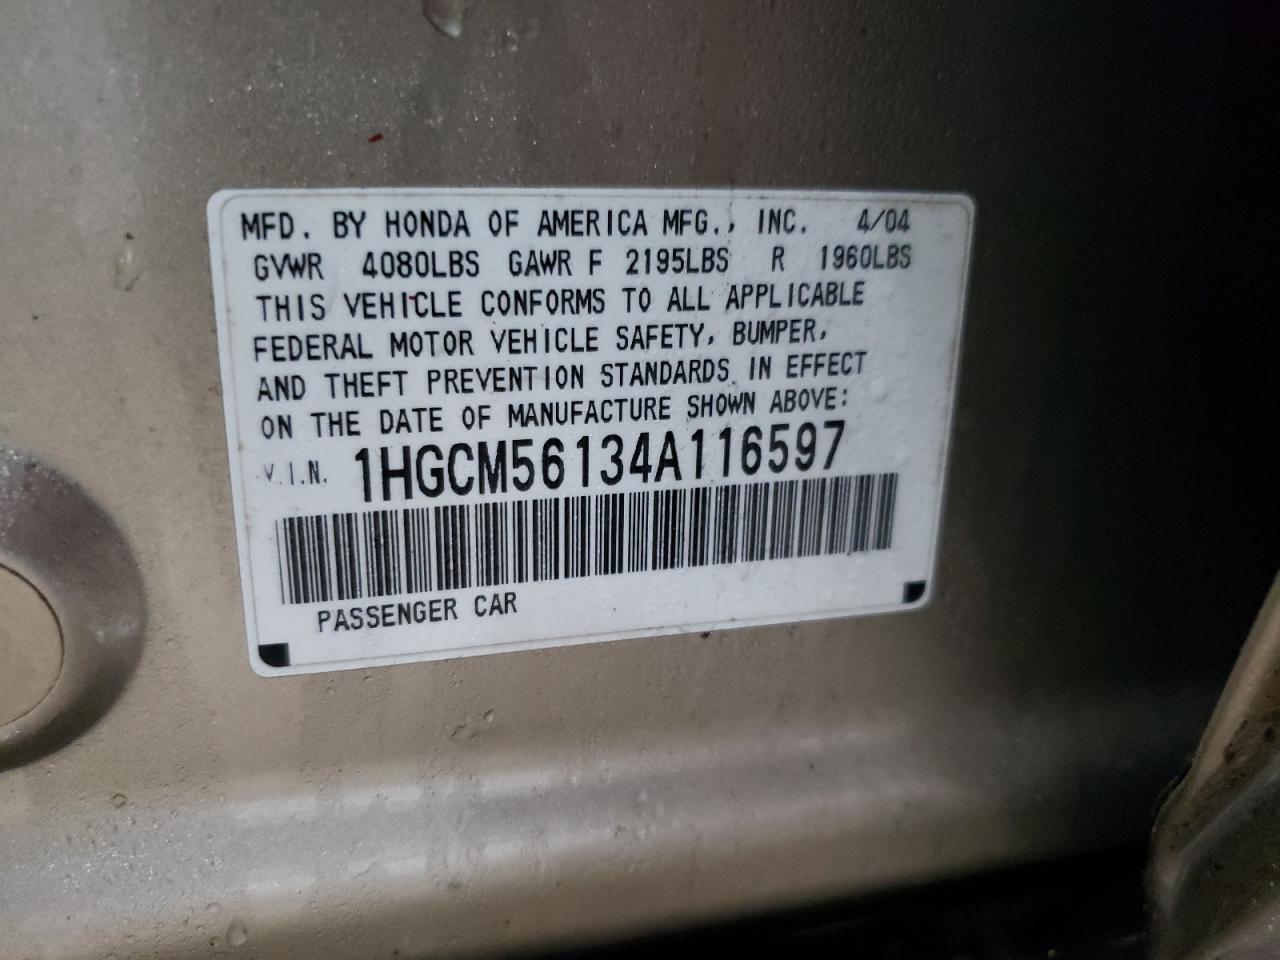 MFD. BY HONDA OF AMERICA MFG., INC. 4/04
GVWR 4080LBS GAWR F 2195LBS R 1960LBS
THIS VEHICLE CONFORMS TO ALL APPLICABLE
FEDERAL MOTOR VEHICLE SAFETY, BUMPER,
AND THEFT PREVENTION STANDARDS IN EFFECT
ON THE DATE OF MANUFACTURE SHOWN ABOVE:
V.I.N. 1HGCM56134A116597
PASSENGER CAR